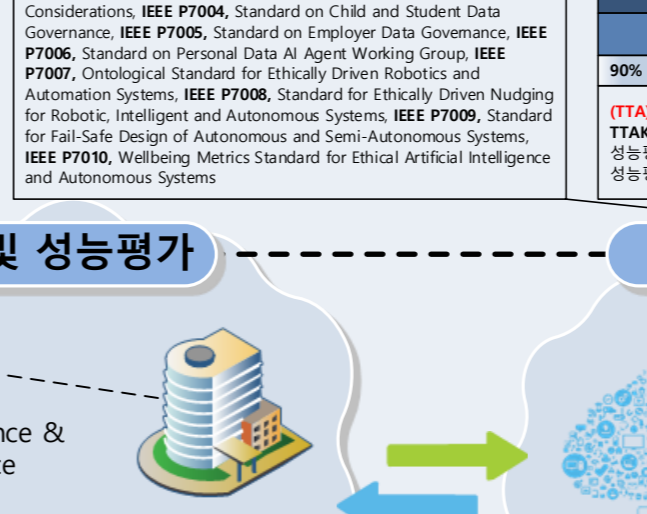 Considerations, IEEE P7004, Standard on Child and Student Data
Governance, IEEE P7005, Standard on Employer Data Governance, IEEE
P7006, Standard on Personal Data AI Agent Working Group, IEEE
P7007, Ontological Standard for Ethically Driven Robotics and
Automation Systems, IEEE P7008, Standard for Ethically Driven Nudging
for Robotic, Intelligent and Autonomous Systems, IEEE P7009, Standard
for Fail-Safe Design of Autonomous and Semi-Autonomous Systems,
IEEE P7010, Wellbeing Metrics Standard for Ethical Artificial Intelligence
and Autonomous Systems
90%
(TTA)
TTAK
성능평
성능평
및 성능평가
nce &
te